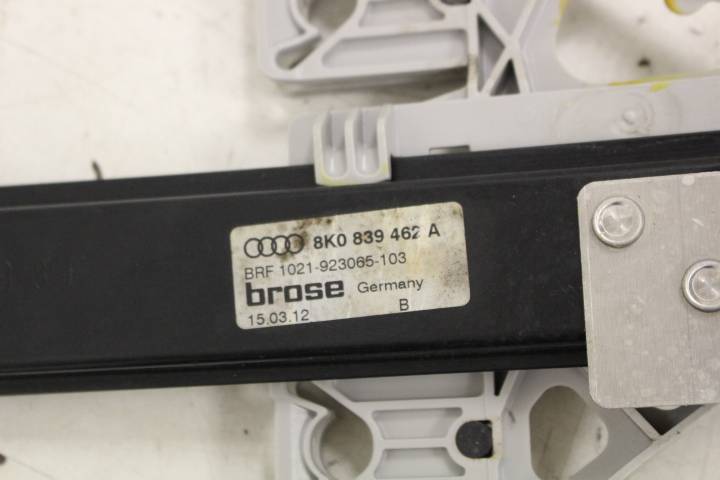 8K0 839 462 A
BRF 1021-923065-103
brose Germany
15.03.12 B